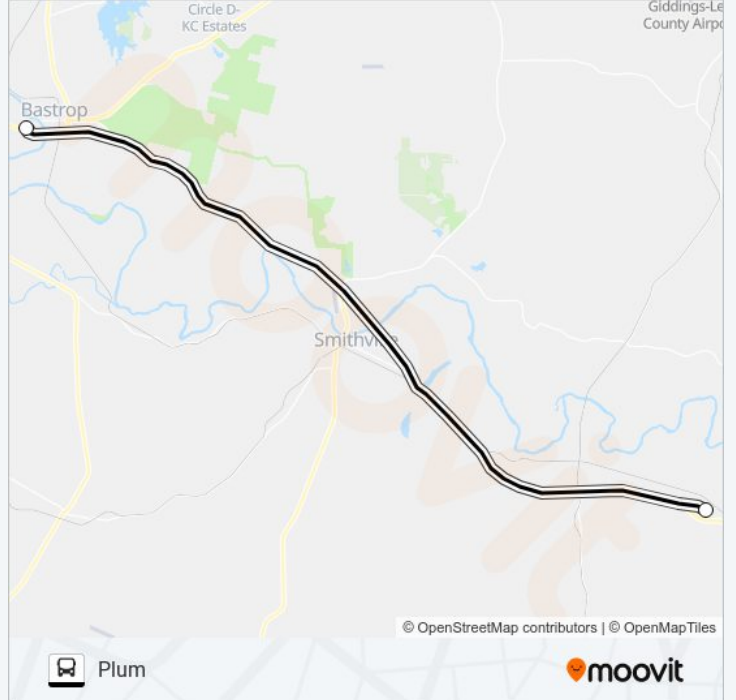 Circle D-
KC Estates
Giddings-Le
County Airpo
Bastrop
Smithville
© OpenStreetMap contributors | © OpenMapTiles
Plum
moovit